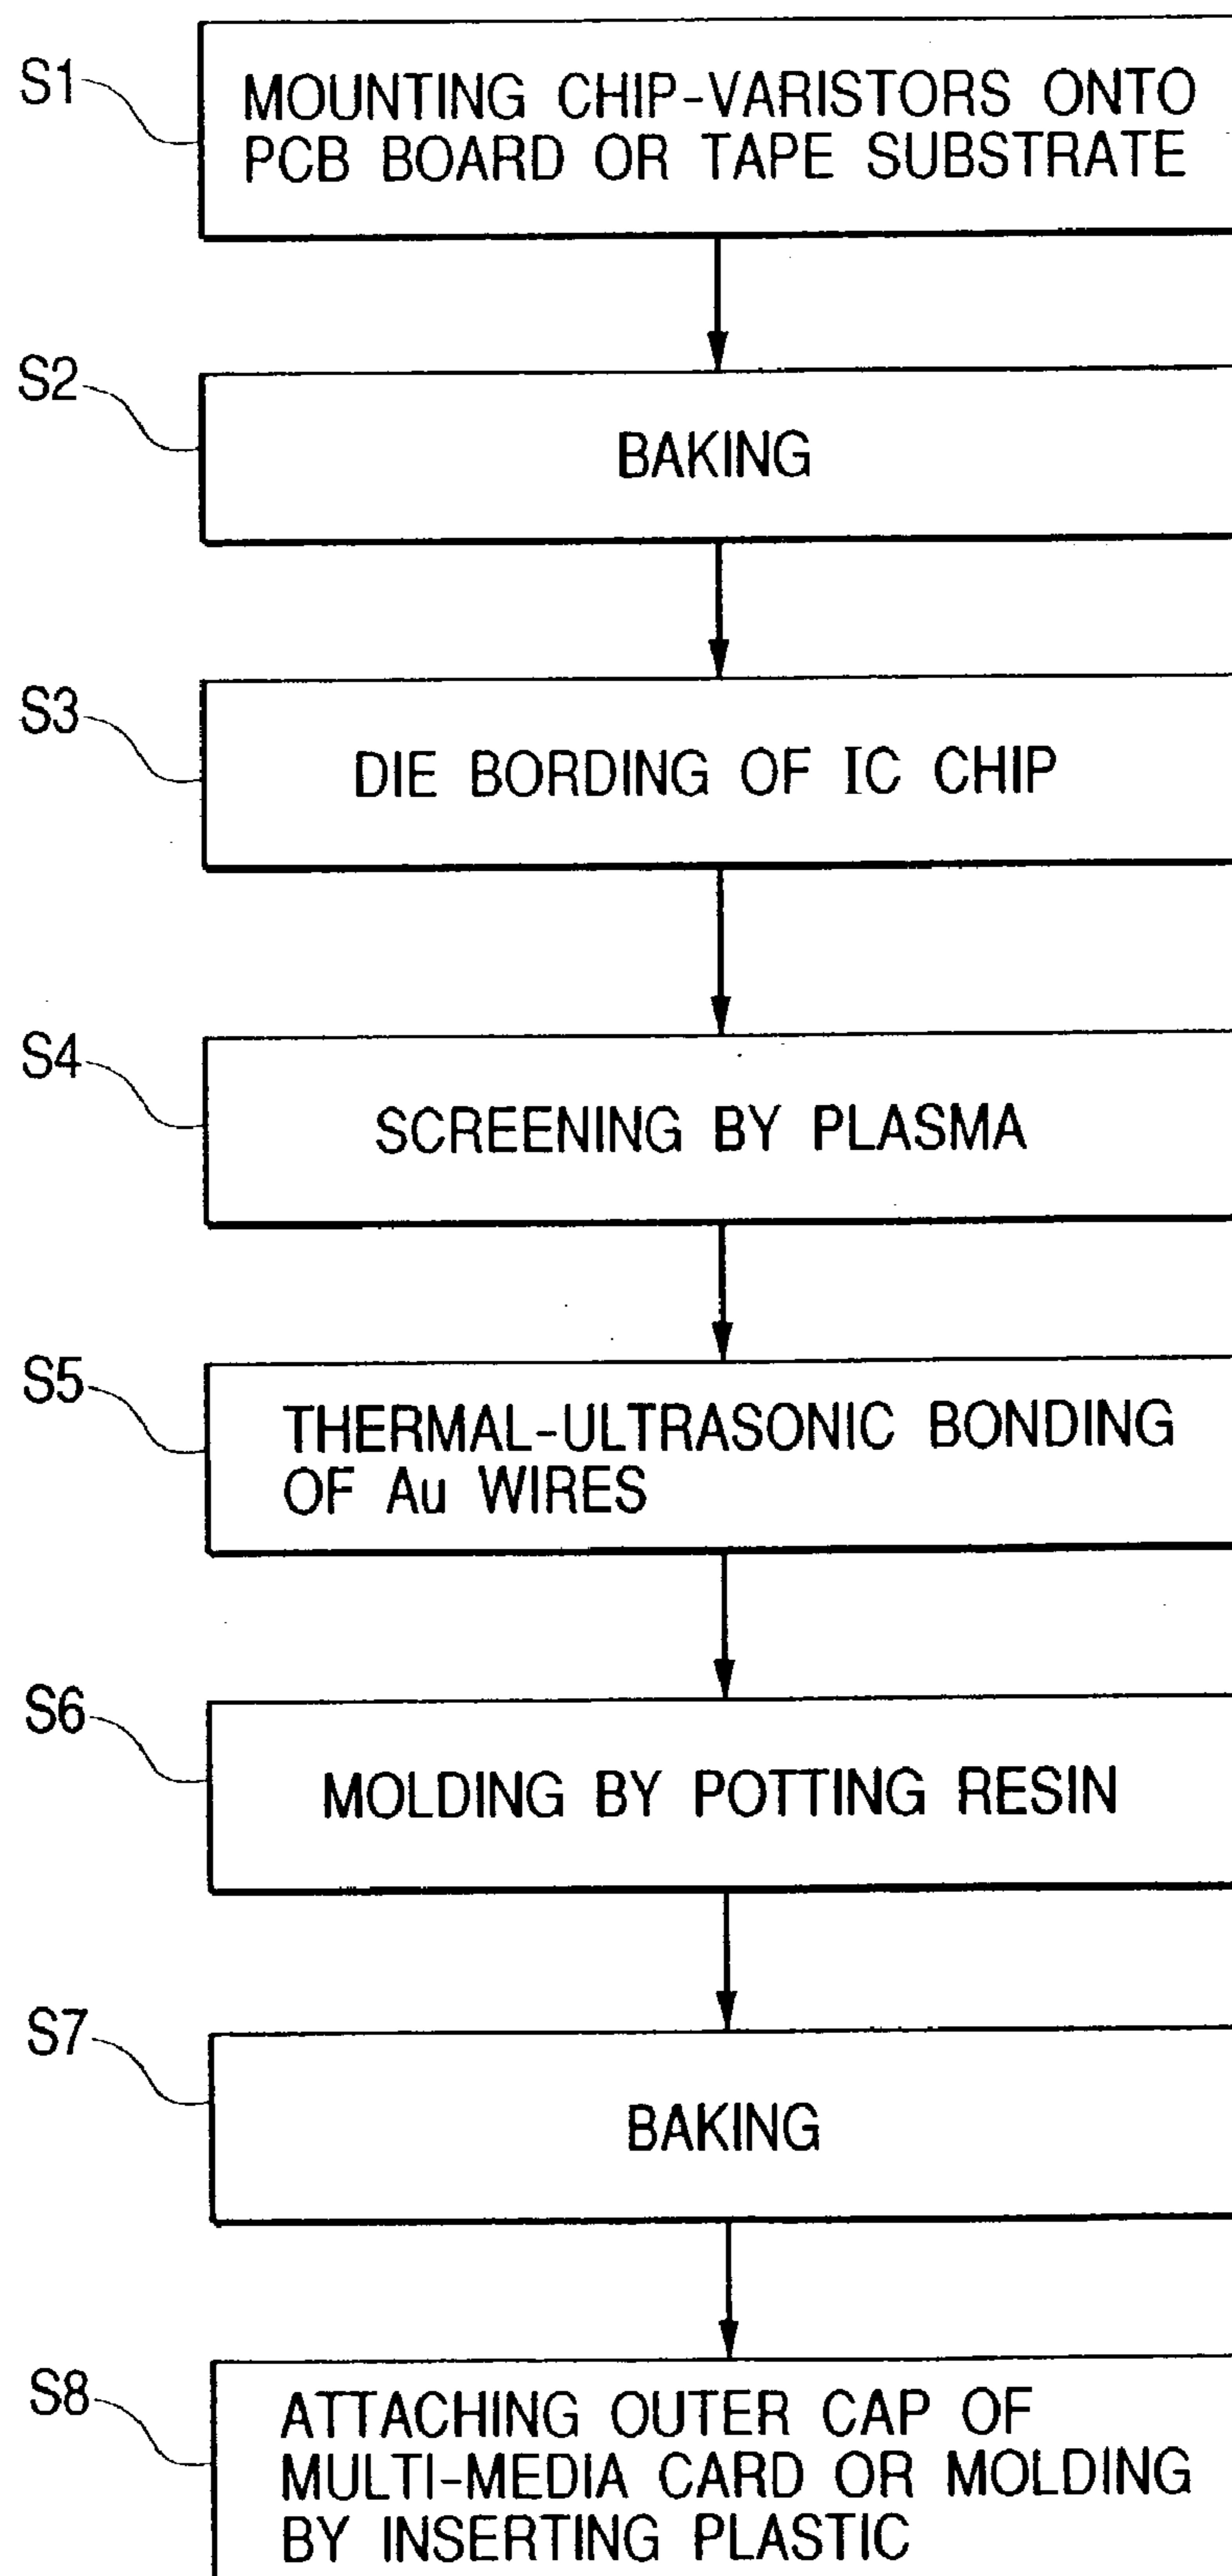 S1
MOUNTING CHIP-VARISTORS ONTO
PCB BOARD OR TAPE SUBSTRATE
S2
BAKING
S3
DIE BORDING OF IC CHIP
S4
SCREENING BY PLASMA
S5
THERMAL-ULTRASONIC BONDING
OF Au WIRES
S6
MOLDING BY POTTING RESIN
S7
BAKING
S8
ATTACHING OUTER CAP OF
MULTI-MEDIA CARD OR MOLDING
BY INSERTING PLASTIC